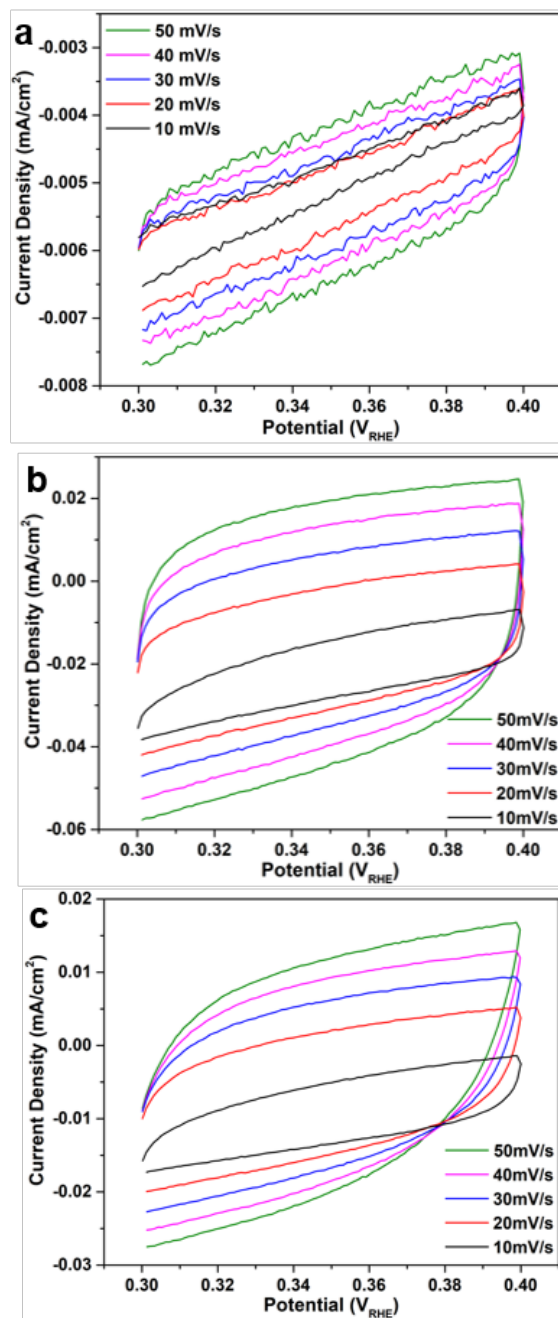 a
50 mV/s
40 mV/s
30 mV/s
20 mV/s
10 mV/s
-0.003
-0.004
-0.005
-0.006
-0.007
-0.008
Current Density (mA/cm²)
0.30 0.32 0.34 0.36 0.38 0.40
Potential (V_RHE)
b
0.02
0.00
-0.02
-0.04
-0.06
Current Density (mA/cm²)
50mV/s
40mV/s
30mV/s
20mV/s
10mV/s
0.30 0.32 0.34 0.36 0.38 0.40
Potential (V_RHE)
c
0.02
0.01
0.00
-0.01
-0.02
-0.03
Current Density (mA/cm²)
50mV/s
40mV/s
30mV/s
20mV/s
10mV/s
0.30 0.32 0.34 0.36 0.38 0.40
Potential (V_RHE)